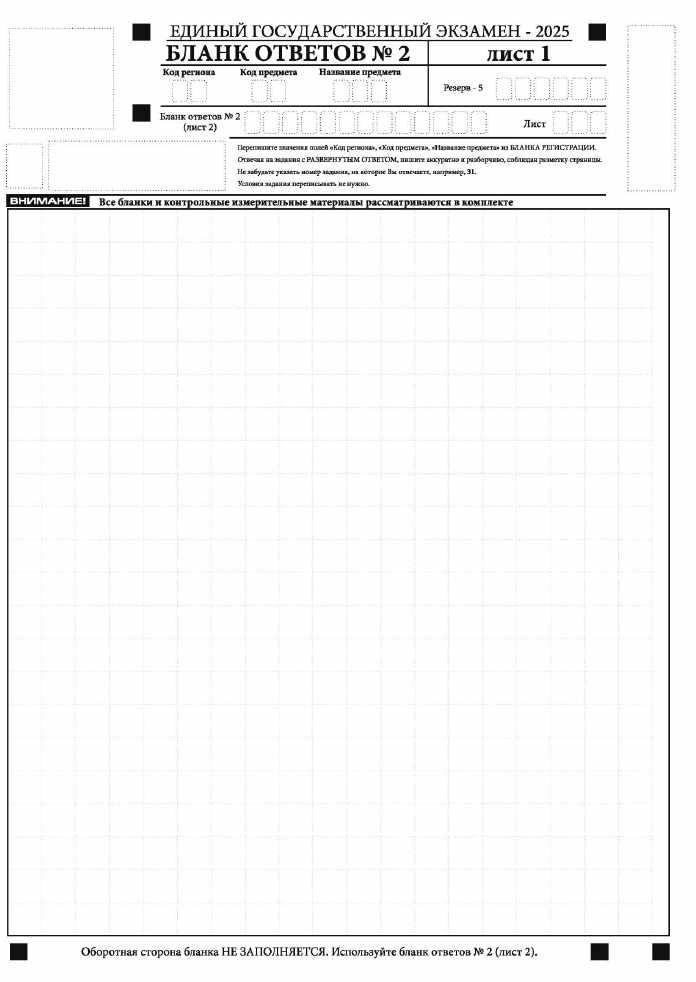 ЕДИНЫЙ ГОСУДАРСТВЕННЫЙ ЭКЗАМЕН - 2025
БЛАНК ОТВЕТОВ № 2
лист 1
Код региона Код предмета Название предмета
Резерв - 5
Бланк ответов № 2
(лист 2)
Лист
Перепишите значения полей «Код региона», «Код предмета», «Название предмета» из БЛАНКА РЕГИСТРАЦИИ.
Отвечая на задания с РАЗВЕРНУТЫМ ОТВЕТОМ, пишите аккуратно и разборчиво, соблюдая разметку страницы.
Не забудьте указать номер задания, на которое Вы отвечаете, например, 31.
Условия задания переписывать не нужно.
ВНИМАНИЕ! Все бланки и контрольные измерительные материалы рассматриваются в комплекте
Оборотная сторона бланка НЕ ЗАПОЛНЯЕТСЯ. Используйте бланк ответов № 2 (лист 2).